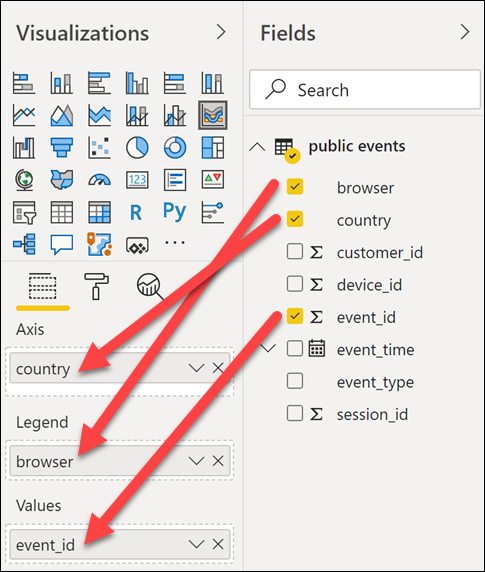 Visualizations
123
R
Py
Axis
country
Legend
browser
Values
event_id
Fields
Search
public events
browser
country
Σ customer_id
Σ device_id
Σ event_id
event_time
event_type
Σ session_id